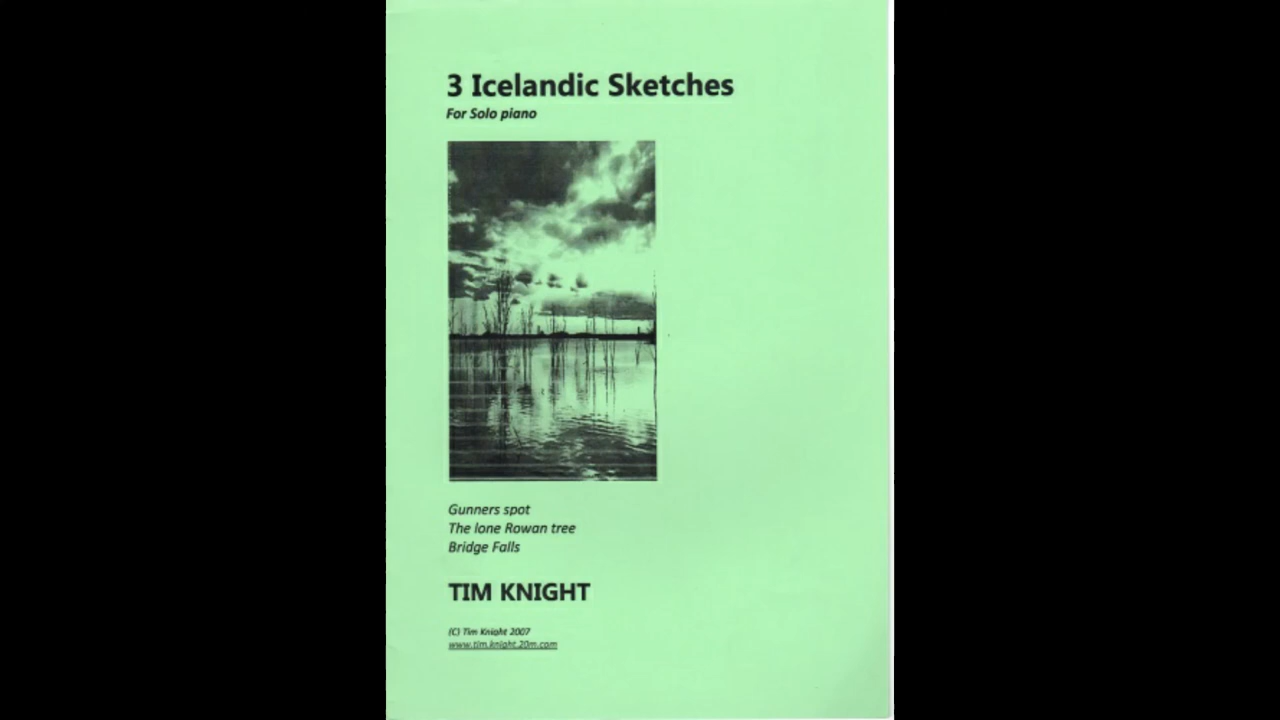 3 Icelandic Sketches
For Solo piano
Gunners spot
The lone Rowan tree
Bridge Falls
TIM KNIGHT
(C) Tim Knight 2007
www.tim.knight.20m.com